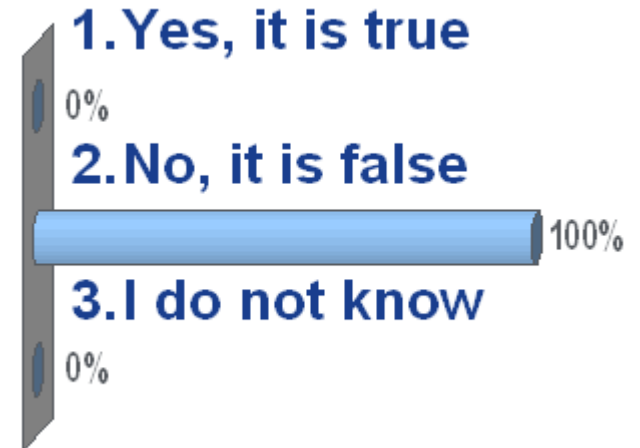 1. Yes, it is true
0%
2. No, it is false
100%
3. I do not know
0%